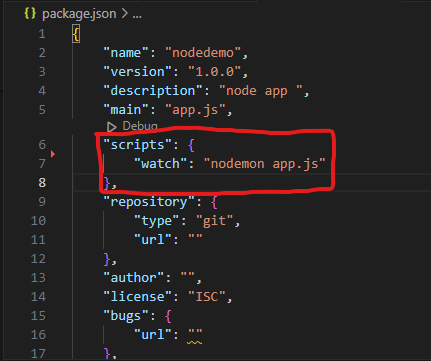 package.json > ...
1 {
2 "name": "nodedemo",
3 "version": "1.0.0",
4 "description": "node app ",
5 "main": "app.js",
Debug
6 "scripts": {
7 "watch": "nodemon app.js"
8 },
9 "repository": {
10 "type": "git",
11 "url": ""
12 },
13 "author": "",
14 "license": "ISC",
15 "bugs": {
16 "url": ""
17 },